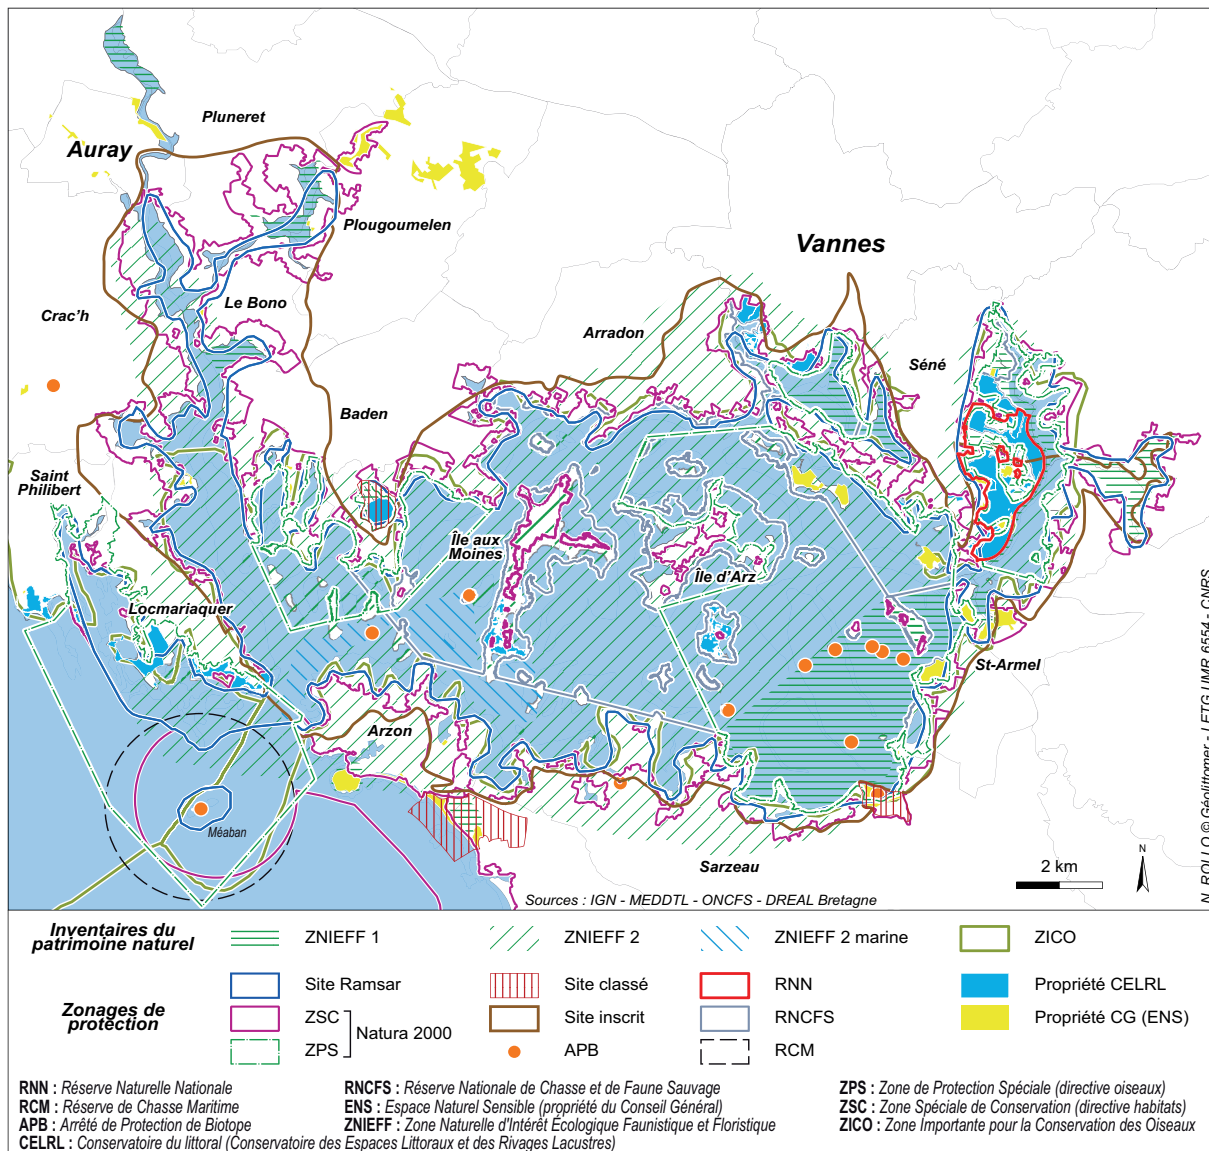 Pluneret
Auray
Plougoumelen
Vannes
Le Bono
Crac'h
Arradon
Séné
Baden
Saint
Philibert
Île aux
Moines
Île d'Arz
Locmariaquer
St-Armel
Arzon
Méaban
Sarzeau
2 km
N
Sources : IGN - MEDDTL - ONCFS - DREAL Bretagne
N. ROLLO © Géolittomer - LETG UMR 6554 - CNRS
Inventaires du
patrimoine naturel
ZNIEFF 1
ZNIEFF 2
ZNIEFF 2 marine
ZICO
Zonages de
protection
Site Ramsar
Site classé
RNN
Propriété CELRL
ZSC
Natura 2000
Site inscrit
RNCFS
Propriété CG (ENS)
ZPS
APB
RCM
RNN : Réserve Naturelle Nationale
RCM : Réserve de Chasse Maritime
APB : Arrêté de Protection de Biotope
CELRL : Conservatoire du littoral (Conservatoire des Espaces Littoraux et des Rivages Lacustres)
RNCFS : Réserve Nationale de Chasse et de Faune Sauvage
ENS : Espace Naturel Sensible (propriété du Conseil Général)
ZNIEFF : Zone Naturelle d'Intérêt Écologique Faunistique et Floristique
ZPS : Zone de Protection Spéciale (directive oiseaux)
ZSC : Zone Spéciale de Conservation (directive habitats)
ZICO : Zone Importante pour la Conservation des Oiseaux